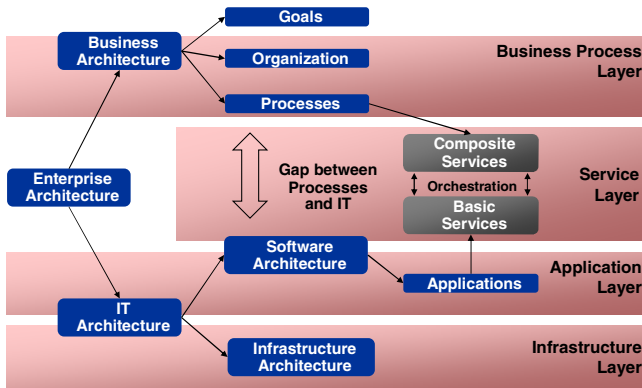 Goals
Business
Architecture
Organization
Business Process
Layer
Processes
Composite
Services
Gap between
Processes
and IT
Orchestration
Service
Layer
Enterprise
Architecture
Basic
Services
Software
Architecture
Applications
Application
Layer
IT
Architecture
Infrastructure
Architecture
Infrastructure
Layer